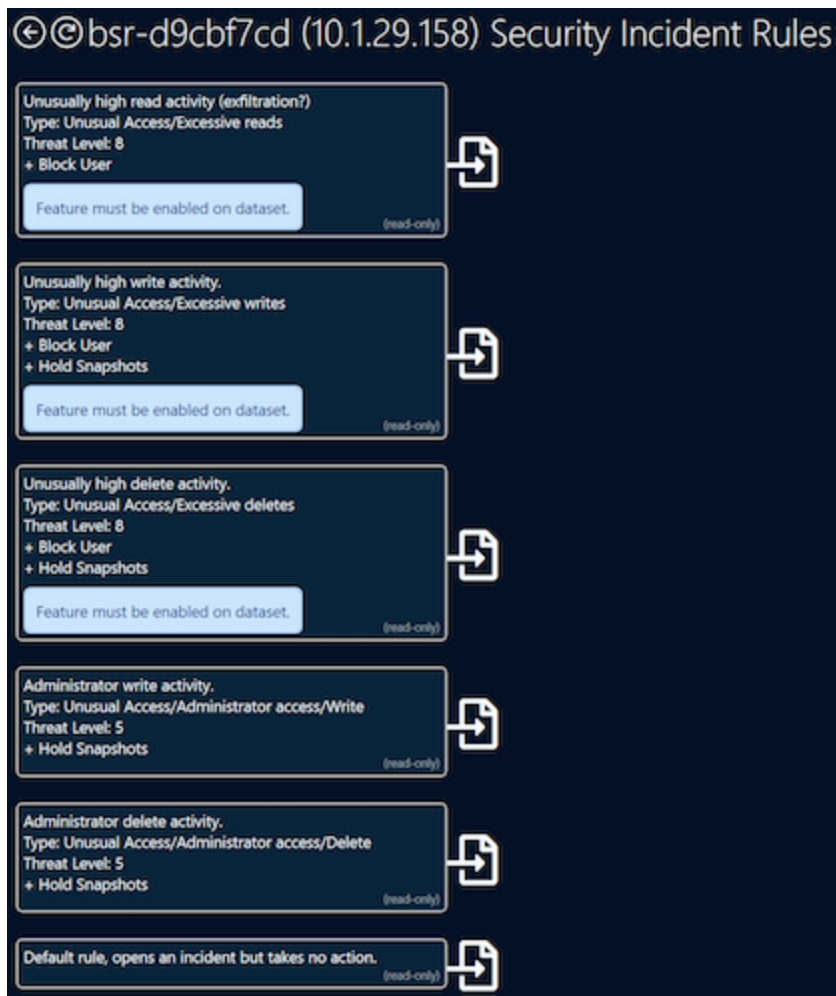 bsr-d9cbf7cd (10.1.29.158) Security Incident Rules
Unusually high read activity (exfiltration?)
Type: Unusual Access/Excessive reads
Threat Level: 8
+ Block User
Feature must be enabled on dataset.
(read-only)
Unusually high write activity.
Type: Unusual Access/Excessive writes
Threat Level: 8
+ Block User
+ Hold Snapshots
Feature must be enabled on dataset.
(read-only)
Unusually high delete activity.
Type: Unusual Access/Excessive deletes
Threat Level: 8
+ Block User
+ Hold Snapshots
Feature must be enabled on dataset.
(read-only)
Administrator write activity.
Type: Unusual Access/Administrator access/Write
Threat Level: 5
+ Hold Snapshots
(read-only)
Administrator delete activity.
Type: Unusual Access/Administrator access/Delete
Threat Level: 5
+ Hold Snapshots
(read-only)
Default rule, opens an incident but takes no action.
(read-only)